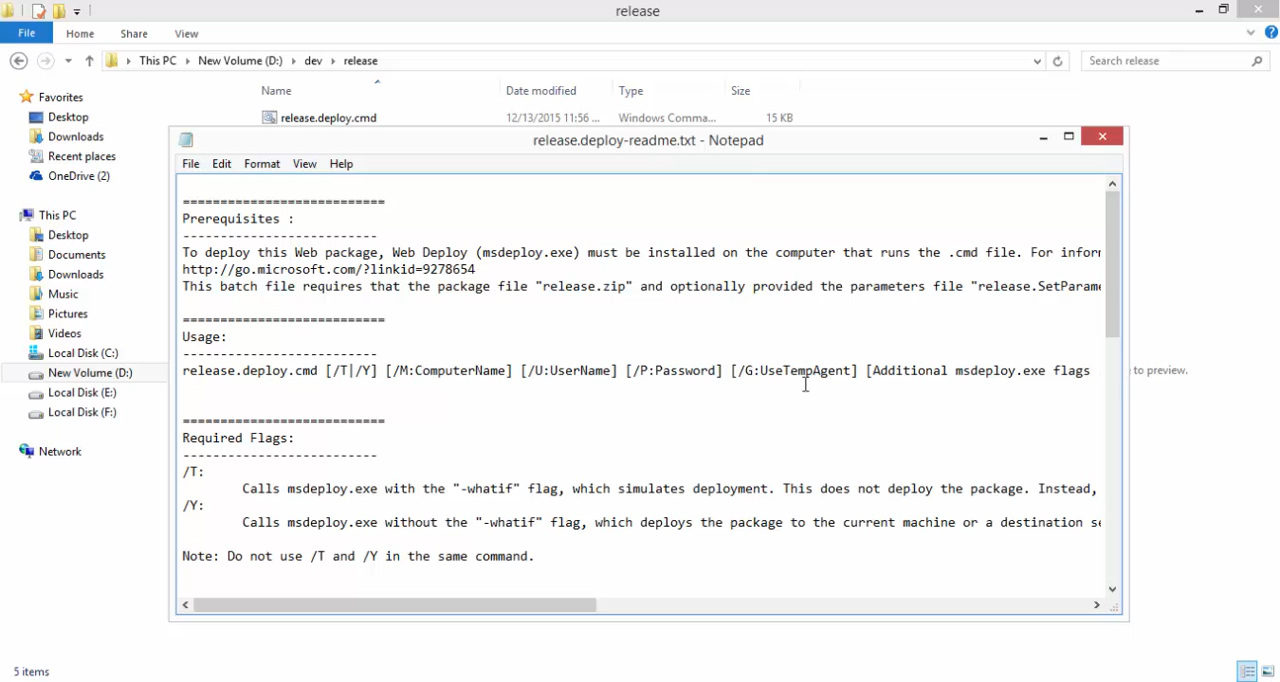 release
File Home Share View
This PC New Volume (D:) dev release Search release
Favorites
Desktop
Downloads
Recent places
OneDrive (2)
This PC
Desktop
Documents
Downloads
Music
Pictures
Videos
Local Disk (C:)
New Volume (D:)
Local Disk (E:)
Local Disk (F:)
Network
Name Date modified Type Size
release.deploy.cmd 12/13/2015 11:56 ... Windows Comma... 15 KB
release.deploy-readme.txt - Notepad
File Edit Format View Help
===========================
Prerequisites :
--------------------------
To deploy this Web package, Web Deploy (msdeploy.exe) must be installed on the computer that runs the .cmd file. For infor
http://go.microsoft.com/?linkid=9278654
This batch file requires that the package file "release.zip" and optionally provided the parameters file "release.SetParame
===========================
Usage:
--------------------------
release.deploy.cmd [/T|/Y] [/M:ComputerName] [/U:UserName] [/P:Password] [/G:UseTempAgent] [Additional msdeploy.exe flags
===========================
Required Flags:
--------------------------
/T:
Calls msdeploy.exe with the "-whatif" flag, which simulates deployment. This does not deploy the package. Instead,
/Y:
Calls msdeploy.exe without the "-whatif" flag, which deploys the package to the current machine or a destination se
Note: Do not use /T and /Y in the same command.
to preview.
5 items